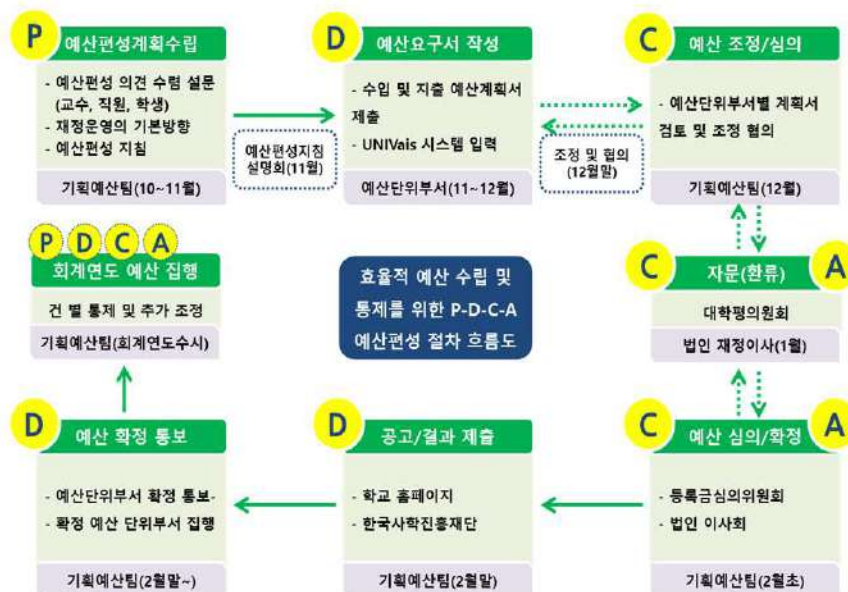 P
예산편성계획수립
- 예산편성 의견 수렴 설문
(교수, 직원, 학생)
- 재정운영의 기본방향
- 예산편성 지침
기획예산팀(10~11월)
예산편성지침
설명회(11월)
D
예산요구서 작성
- 수입 및 지출 예산계획서
제출
- UNIVais 시스템 입력
예산단위부서(11~12월)
조정 및 협의
(12월말)
C
예산 조정/심의
- 예산단위부서별 계획서
검토 및 조정 협의
기획예산팀(12월)
P D C A
회계연도 예산 집행
건 별 통제 및 추가 조정
기획예산팀(회계연도수시)
효율적 예산 수립 및
통제를 위한 P-D-C-A
예산편성 절차 흐름도
C
자문(환류)
A
대학평의원회
법인 재정이사(1월)
D
예산 확정 통보
- 예산단위부서 확정 통보-
- 확정 예산 단위부서 집행
기획예산팀(2월말~)
D
공고/결과 제출
- 학교 홈페이지
- 한국사학진흥재단
기획예산팀(2월말)
C
예산 심의/확정
A
- 등록금심의위원회
- 법인 이사회
기획예산팀(2월초)